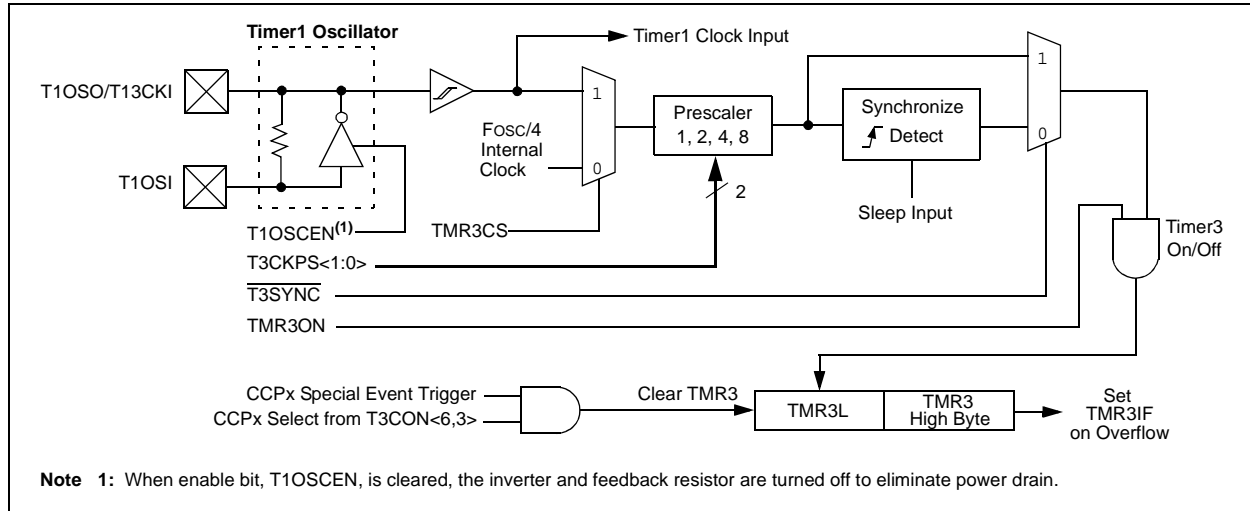 Timer1 Oscillator
Timer1 Clock Input
T1OSO/T13CKI
T1OSI
1
0
FOSC/4
Internal
Clock
Prescaler
1, 2, 4, 8
2
Synchronize
Detect
Sleep Input
1
0
Timer3
On/Off
T1OSCEN(1)
TMR3CS
T3CKPS<1:0>
T3SYNC
TMR3ON
CCPx Special Event Trigger
CCPx Select from T3CON<6,3>
Clear TMR3
TMR3L
TMR3
High Byte
Set
TMR3IF
on Overflow
Note 1: When enable bit, T1OSCEN, is cleared, the inverter and feedback resistor are turned off to eliminate power drain.